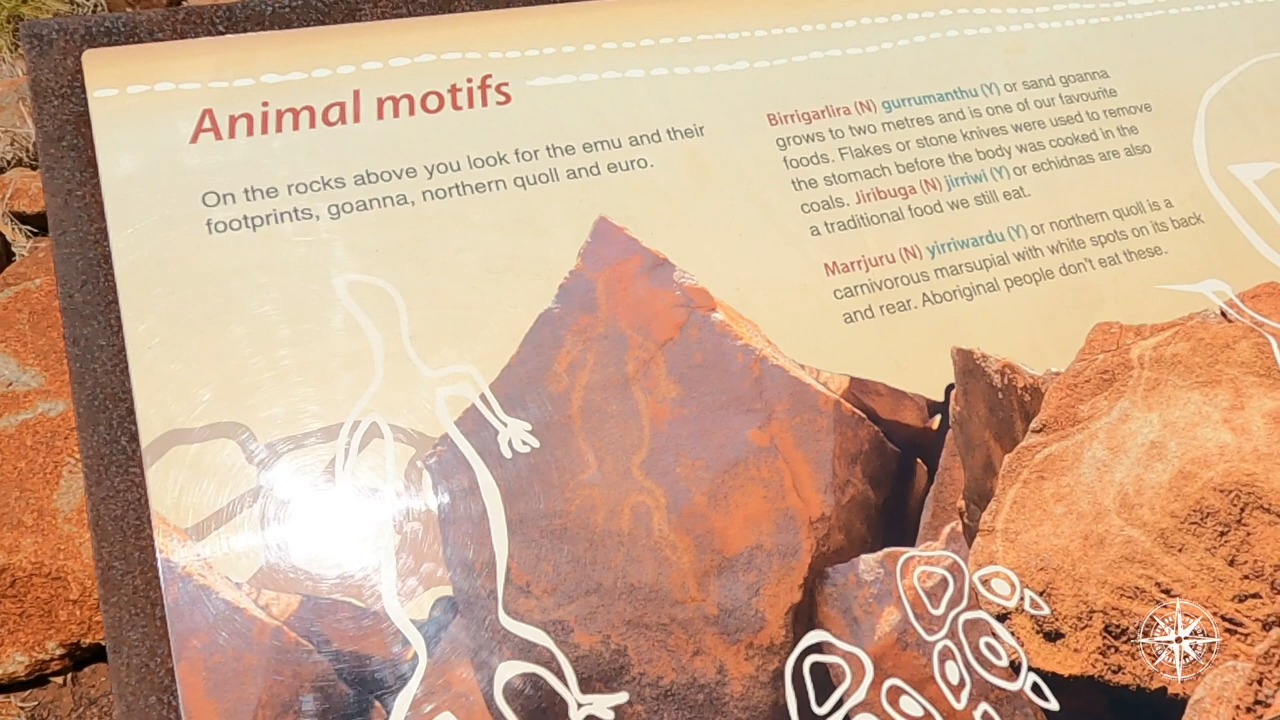 Animal motifs
On the rocks above you look for the emu and their
footprints, goanna, northern quoll and euro.
Birrigarlira (N) gurrumanthu (Y) or sand goanna
grows to two metres and is one of our favourite
foods. Flakes or stone knives were used to remove
the stomach before the body was cooked in the
coals. Jiribuga (N) jirriwi (Y) or echidnas are also
a traditional food we still eat.
Marrjuru (N) yirriwardu (Y) or northern quoll is a
carnivorous marsupial with white spots on its back
and rear. Aboriginal people don't eat these.